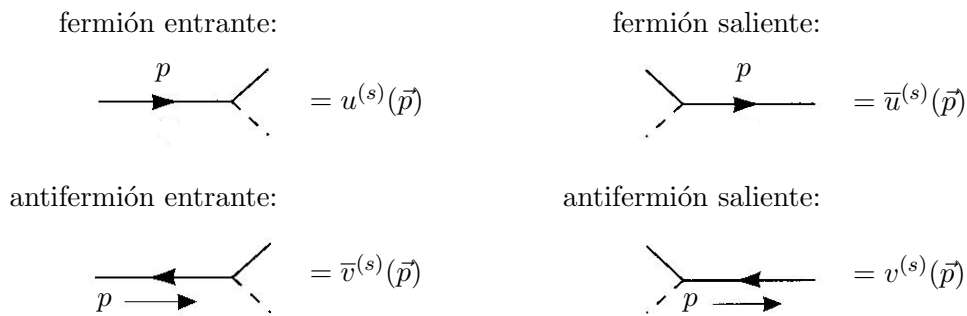 fermión entrante:
fermión saliente:
p
= u^{(s)}(\vec{p})
p
= \overline{u}^{(s)}(\vec{p})
antifermión entrante:
antifermión saliente:
p
= \overline{v}^{(s)}(\vec{p})
p
= v^{(s)}(\vec{p})